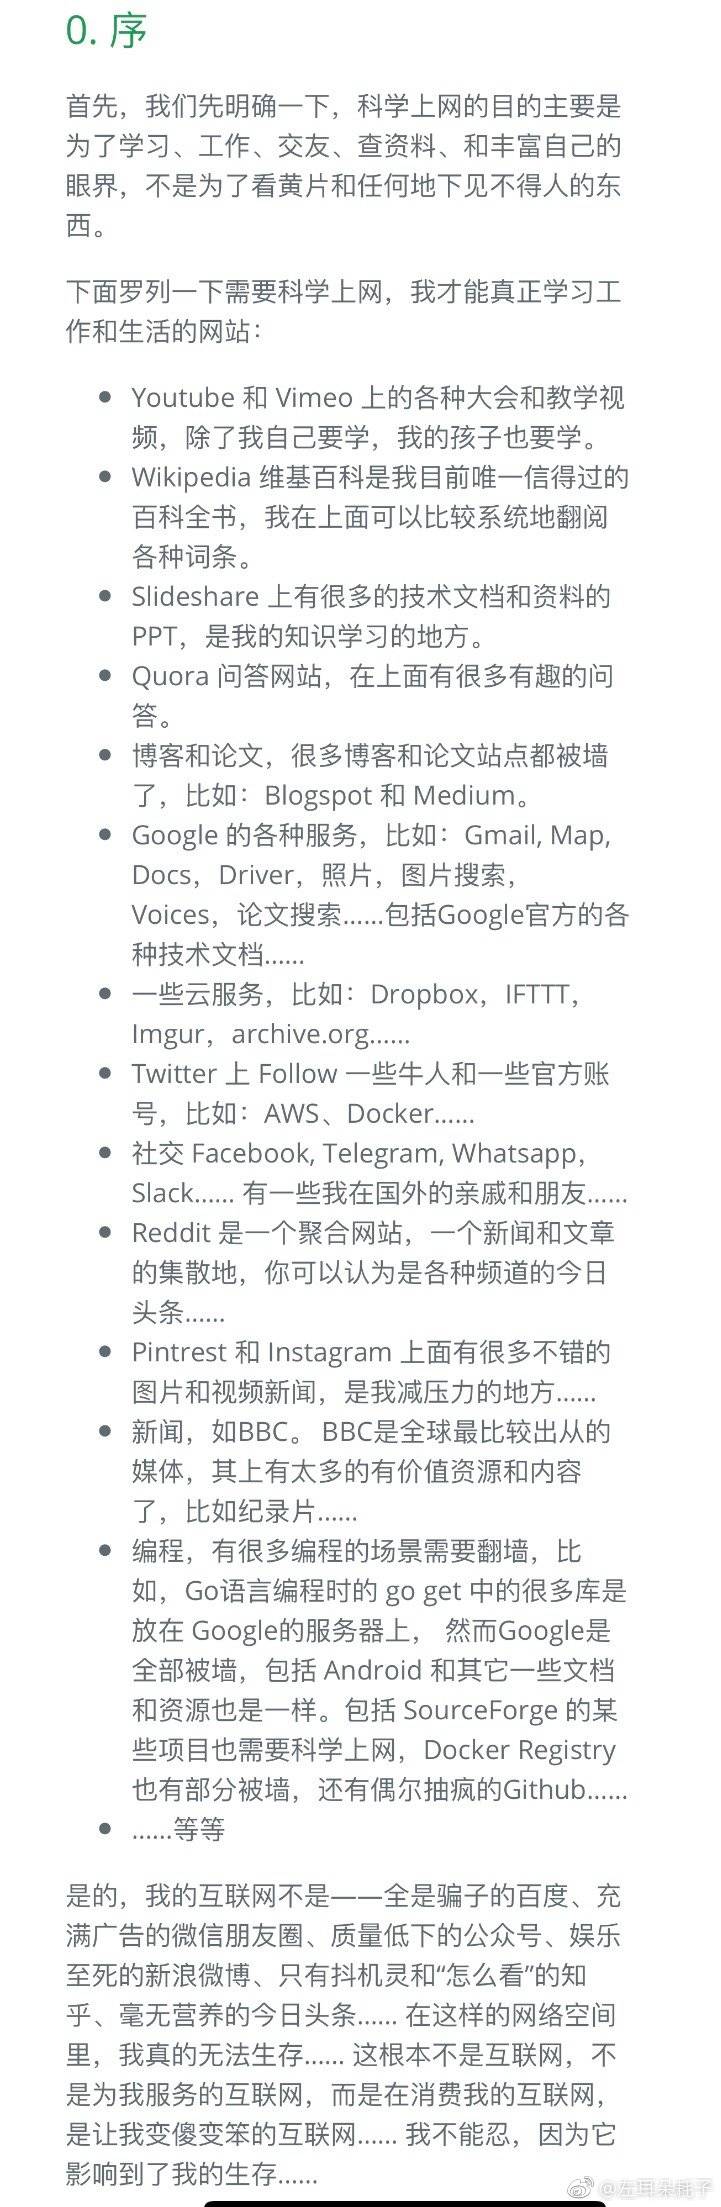 0. 序
首先，我们先明确一下，科学上网的目的主要是
为了学习、工作、交友、查资料、和丰富自己的
眼界，不是为了看黄片和任何地下见不得人的东
西。
下面罗列一下需要科学上网，我才能真正学习工
作和生活的网站：
• Youtube 和 Vimeo 上的各种大会和教学视
频，除了我自己要学，我的孩子也要学。
• Wikipedia 维基百科是我目前唯一信得过的
百科全书，我在上面可以比较系统地翻阅
各种词条。
• Slideshare 上有很多的技术文档和资料的
PPT，是我的知识学习的地方。
• Quora 问答网站，在上面有很多有趣的问
答。
• 博客和论文，很多博客和论文站点都被墙
了，比如：Blogspot 和 Medium。
• Google 的各种服务，比如：Gmail, Map,
Docs，Driver，照片，图片搜索，
Voices，论文搜索……包括Google官方的各
种技术文档……
• 一些云服务，比如：Dropbox，IFTTT，
Imgur，archive.org……
• Twitter 上 Follow 一些牛人和一些官方账
号，比如：AWS、Docker……
• 社交 Facebook, Telegram, Whatsapp，
Slack…… 有一些我在国外的亲戚和朋友……
• Reddit 是一个聚合网站，一个新闻和文章
的集散地，你可以认为是各种频道的今日
头条……
• Pintrest 和 Instagram 上面有很多不错的
图片和视频新闻，是我减压力的地方……
• 新闻，如BBC。 BBC是全球最比较出从的
媒体，其上有太多的有价值资源和内容
了，比如纪录片……
• 编程，有很多编程的场景需要翻墙，比
如，Go语言编程时的 go get 中的很多库是
放在 Google的服务器上， 然而Google是
全部被墙，包括 Android 和其它一些文档
和资源也是一样。包括 SourceForge 的某
些项目也需要科学上网，Docker Registry
也有部分被墙，还有偶尔抽疯的Github……
• ……等等
是的，我的互联网不是——全是骗子的百度、充
满广告的微信朋友圈、质量低下的公众号、娱乐
至死的新浪微博、只有抖机灵和“怎么看”的知
乎、毫无营养的今日头条…… 在这样的网络空间
里，我真的无法生存…… 这根本不是互联网，不
是为我服务的互联网，而是在消费我的互联网，
是让我变傻变笨的互联网…… 我不能忍，因为它
影响到了我的生存……
@左耳朵耗子